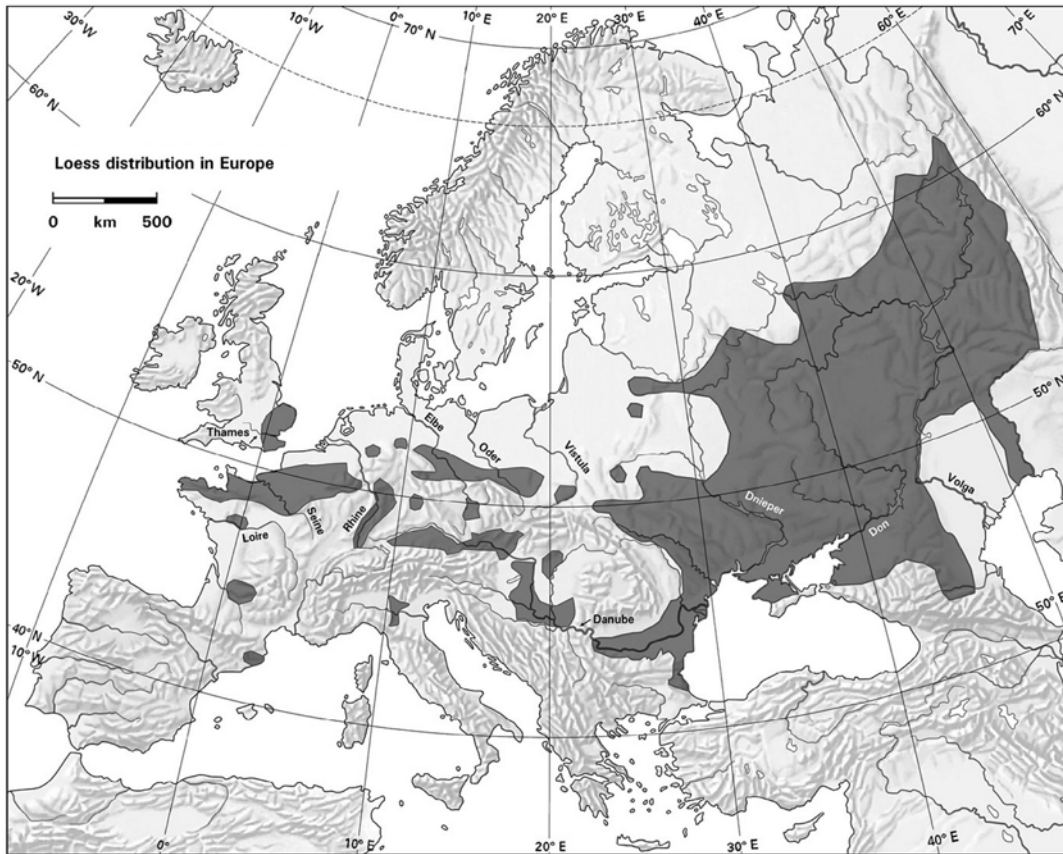 30° W
20° W
10° W
0°
70° N
10° E
20° E
30° E
40° E
50° E
60° E
70° E
60° N
60° N
Loess distribution in Europe
0 km 500
20° W
50° N
50° N
Thames
Elbe
Oder
Vistula
Dnieper
Volga
Don
Seine
Rhine
Loire
Danube
50° E
40° N
10° W
0°
10° E
20° E
30° E
40° E